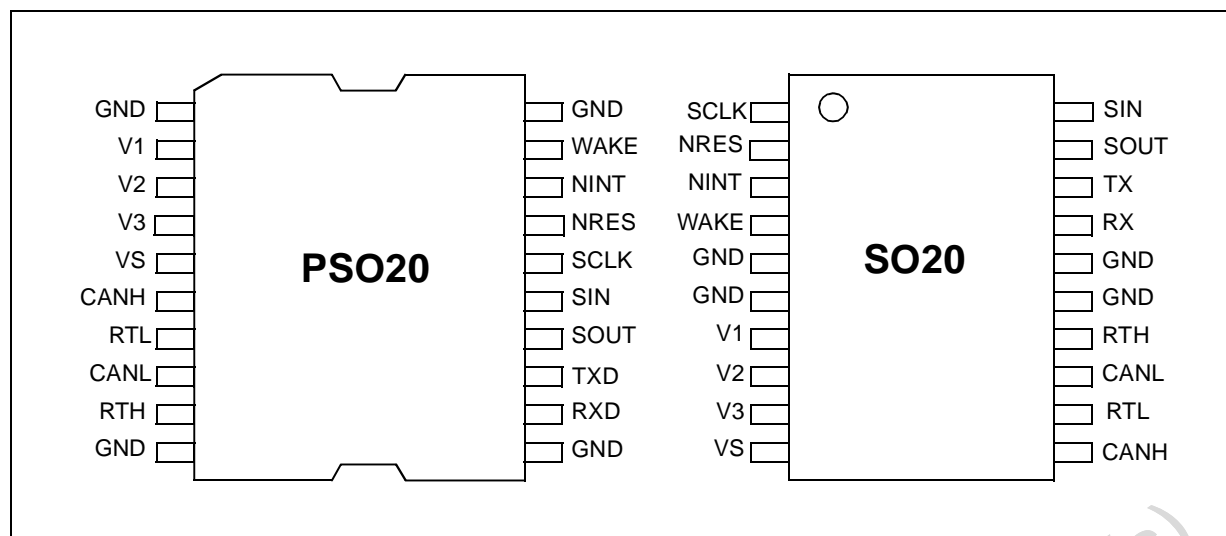 GND
V1
V2
V3
VS
CANH
RTL
CANL
RTH
GND
PSO20
GND
WAKE
NINT
NRES
SCLK
SIN
SOUT
TXD
RXD
GND
SCLK
NRES
NINT
WAKE
GND
GND
V1
V2
V3
VS
SO20
SIN
SOUT
TX
RX
GND
GND
RTH
CANL
RTL
CANH